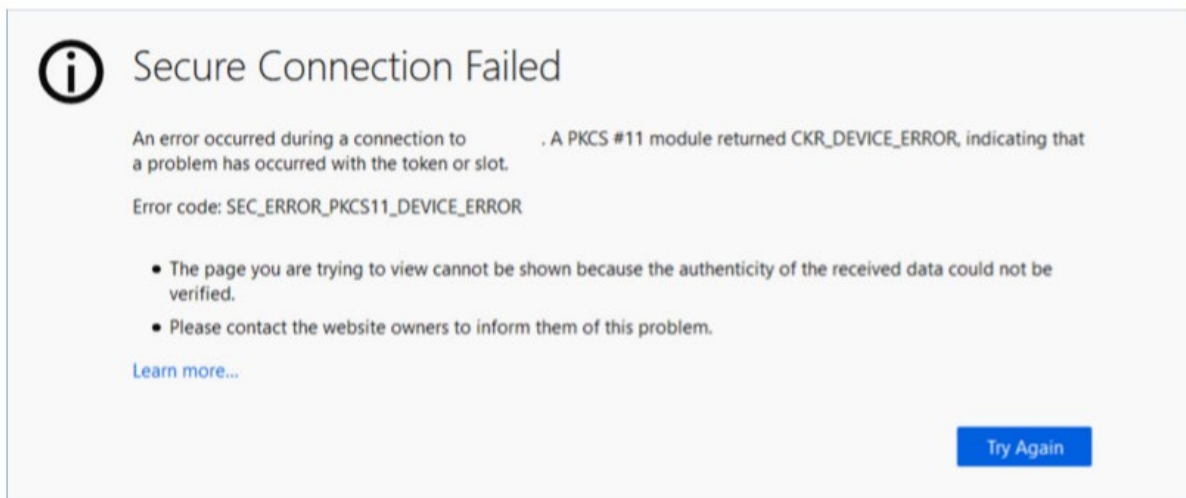 Secure Connection Failed
An error occurred during a connection to . A PKCS #11 module returned CKR_DEVICE_ERROR, indicating that
a problem has occurred with the token or slot.
Error code: SEC_ERROR_PKCS11_DEVICE_ERROR
• The page you are trying to view cannot be shown because the authenticity of the received data could not be
verified.
• Please contact the website owners to inform them of this problem.
Learn more...
Try Again